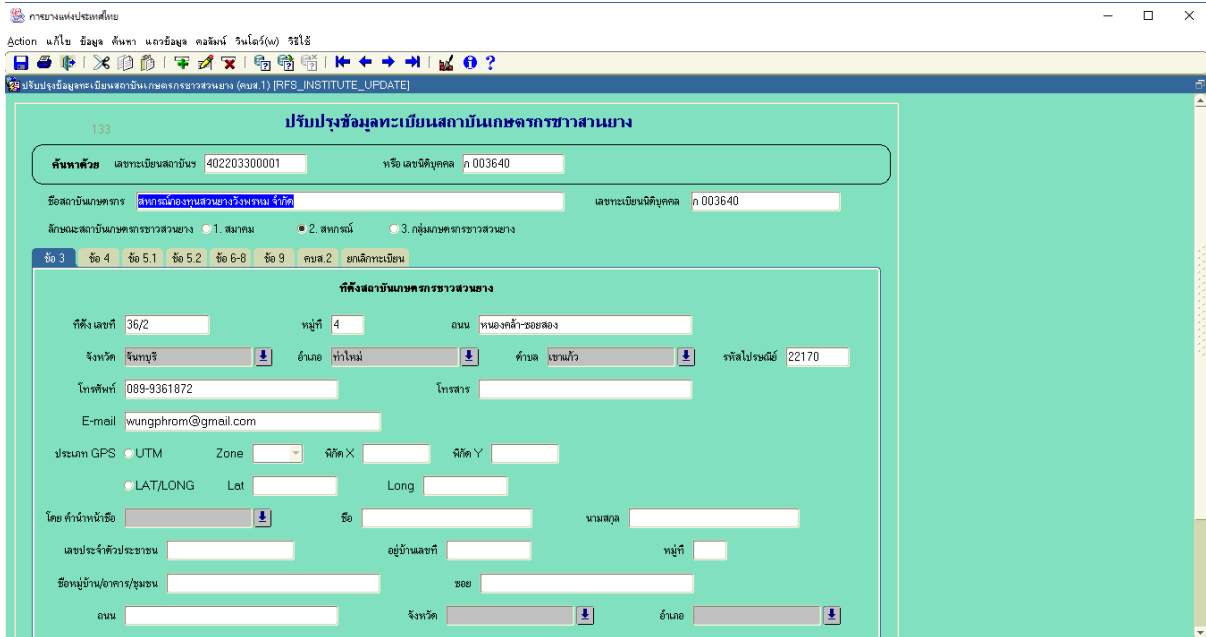 การยางแห่งประเทศไทย
Action แก้ไข ข้อมูล ค้นหา แถวข้อมูล คอลัมน์ วินโดว์(w) วิธีใช้
ปรับปรุงข้อมูลทะเบียนสถาบันเกษตรกรชาวสวนยาง (คบส.1) [RFS_INSTITUTE_UPDATE]
133 ปรับปรุงข้อมูลทะเบียนสถาบันเกษตรกรชาวสวนยาง
ค้นหาด้วย เลขทะเบียนสถาบันฯ 402203300001 หรือ เลขนิติบุคคล ภ 003640
ชื่อสถาบันเกษตรกร สหกรณ์กองทุนสวนยางวังพรหม จำกัด เลขทะเบียนนิติบุคคล ภ 003640
ลักษณะสถาบันเกษตรกรชาวสวนยาง 1. สมาคม 2. สหกรณ์ 3. กลุ่มเกษตรกรชาวสวนยาง
ข้อ 3 ข้อ 4 ข้อ 5.1 ข้อ 5.2 ข้อ 6-8 ข้อ 9 คบส.2 ยกเลิกทะเบียน
ที่ตั้งสถาบันเกษตรกรชาวสวนยาง
ที่ตั้ง เลขที่ 36/2 หมู่ที่ 4 ถนน หนองคล้า-ซอยสอง
จังหวัด จันทบุรี อำเภอ ท่าใหม่ ตำบล เขาแก้ว รหัสไปรษณีย์ 22170
โทรศัพท์ 089-9361872 โทรสาร
E-mail wungphrom@gmail.com
ประเภท GPS UTM Zone พิกัด X พิกัด Y
LAT/LONG Lat Long
โดย คำนำหน้าชื่อ ชื่อ นามสกุล
เลขประจำตัวประชาชน อยู่บ้านเลขที่ หมู่ที่
ชื่อหมู่บ้าน/อาคาร/ชุมชน ซอย
ถนน จังหวัด อำเภอ